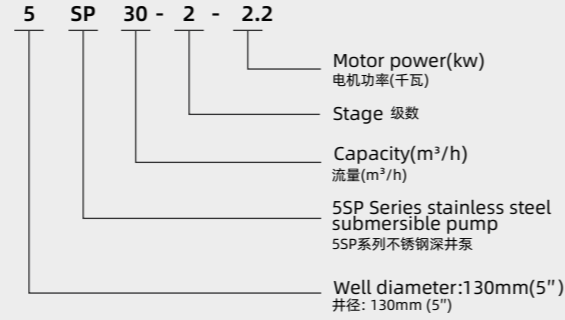 5 SP 30 - 2 - 2.2
Motor power(kw)
电机功率(千瓦)
Stage 级数
Capacity(m³/h)
流量(m³/h)
5SP Series stainless steel
submersible pump
5SP系列不锈钢深井泵
Well diameter:130mm(5")
井径: 130mm (5")